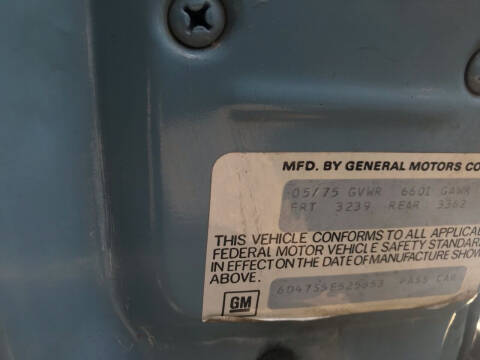 MFD. BY GENERAL MOTORS CO
05/75 GVWR 6601 GAWR
FRT 3239 REAR 3362
THIS VEHICLE CONFORMS TO ALL APPLICA
FEDERAL MOTOR VEHICLE SAFETY STANDAR
IN EFFECT ON THE DATE OF MANUFACTURE SHOW
ABOVE.
PASS CAR
GM